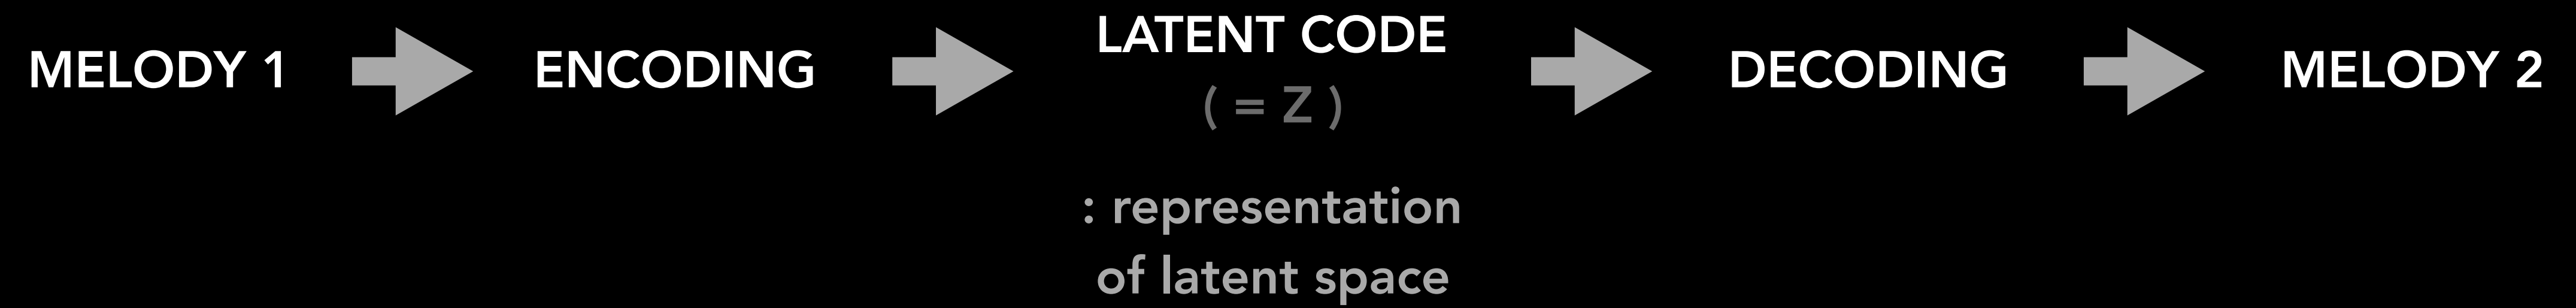 MELODY 1
ENCODING
LATENT CODE
( = Z )
: representation
of latent space
DECODING
MELODY 2